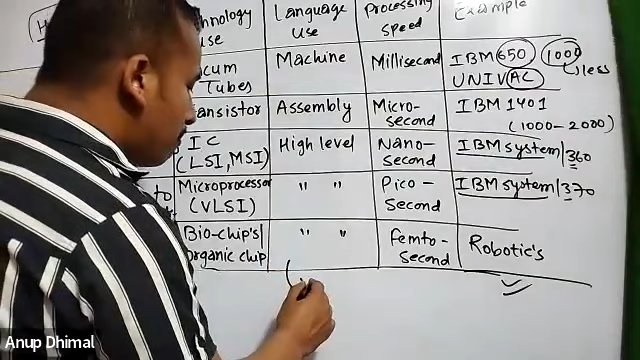 Technology Language Processing Example
use Use speed
Vacum Machine Millisecond IBM 650 1000
Tubes UNIVAC less
Transistor Assembly Micro- IBM 1401
second (1000-2000)
IC High level Nano- IBM system/360
(LSI, MSI) second
to Microprocessor " " Pico- IBM system/370
(VLSI) Second
Bio-chip's/ " " femto- Robotic's
organic chip second
Anup Dhimal